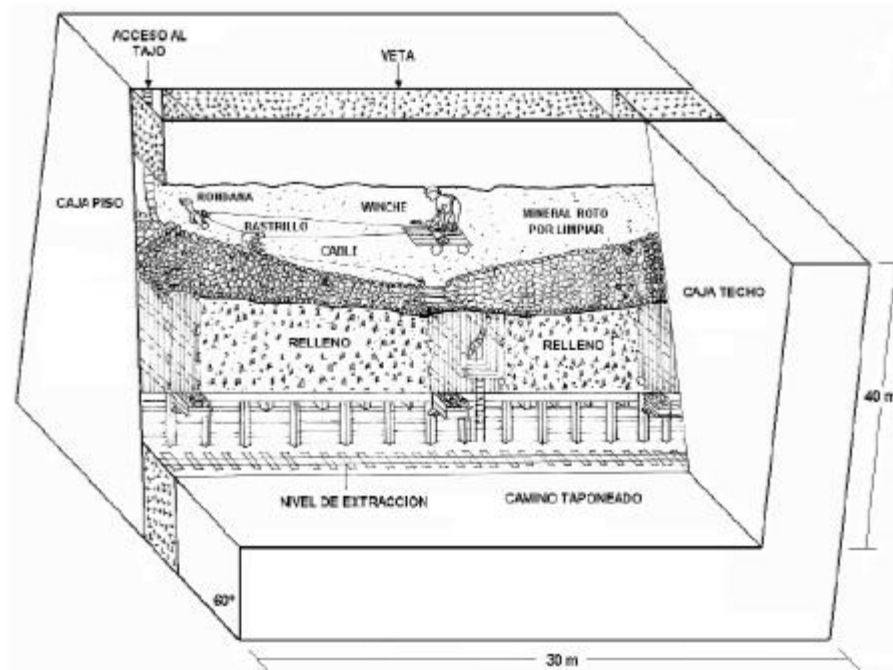 ACCESO AL
TAJO
VETA
CAJA PISO
RONDANA
WINCHE
RASTRILLO
MINERAL ROTO
POR LIMPIAR
CABLE
CAJA TECHO
RELLENO
RELLENO
40 m
NIVEL DE EXTRACCION
CAMINO TAPONEADO
60°
30 m